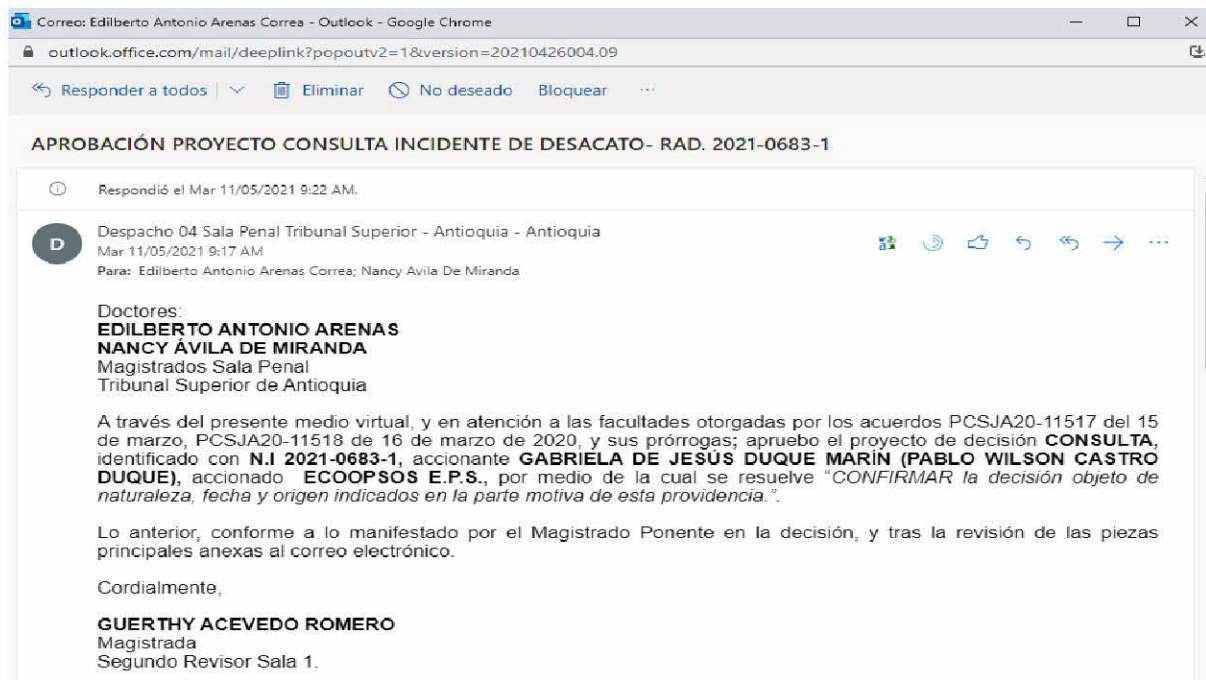 Correo: Edilberto Antonio Arenas Correa - Outlook - Google Chrome
outlook.office.com/mail/deeplink?popoutv2=1&version=20210426004.09
Responder a todos Eliminar No deseado Bloquear ...
APROBACIÓN PROYECTO CONSULTA INCIDENTE DE DESACATO- RAD. 2021-0683-1
Respondió el Mar 11/05/2021 9:22 AM.
D
Despacho 04 Sala Penal Tribunal Superior - Antioquia - Antioquia
Mar 11/05/2021 9:17 AM
Para: Edilberto Antonio Arenas Correa; Nancy Avila De Miranda
Doctores:
EDILBERTO ANTONIO ARENAS
NANCY ÁVILA DE MIRANDA
Magistrados Sala Penal
Tribunal Superior de Antioquia
A través del presente medio virtual, y en atención a las facultades otorgadas por los acuerdos PCSJA20-11517 del 15
de marzo, PCSJA20-11518 de 16 de marzo de 2020, y sus prórrogas; apruebo el proyecto de decisión CONSULTA,
identificado con N.I 2021-0683-1, accionante GABRIELA DE JESÚS DUQUE MARÍN (PABLO WILSON CASTRO
DUQUE), accionado ECOOPSOS E.P.S., por medio de la cual se resuelve “CONFIRMAR la decisión objeto de
naturaleza, fecha y origen indicados en la parte motiva de esta providencia.”.
Lo anterior, conforme a lo manifestado por el Magistrado Ponente en la decisión, y tras la revisión de las piezas
principales anexas al correo electrónico.
Cordialmente,
GUERTHY ACEVEDO ROMERO
Magistrada
Segundo Revisor Sala 1.